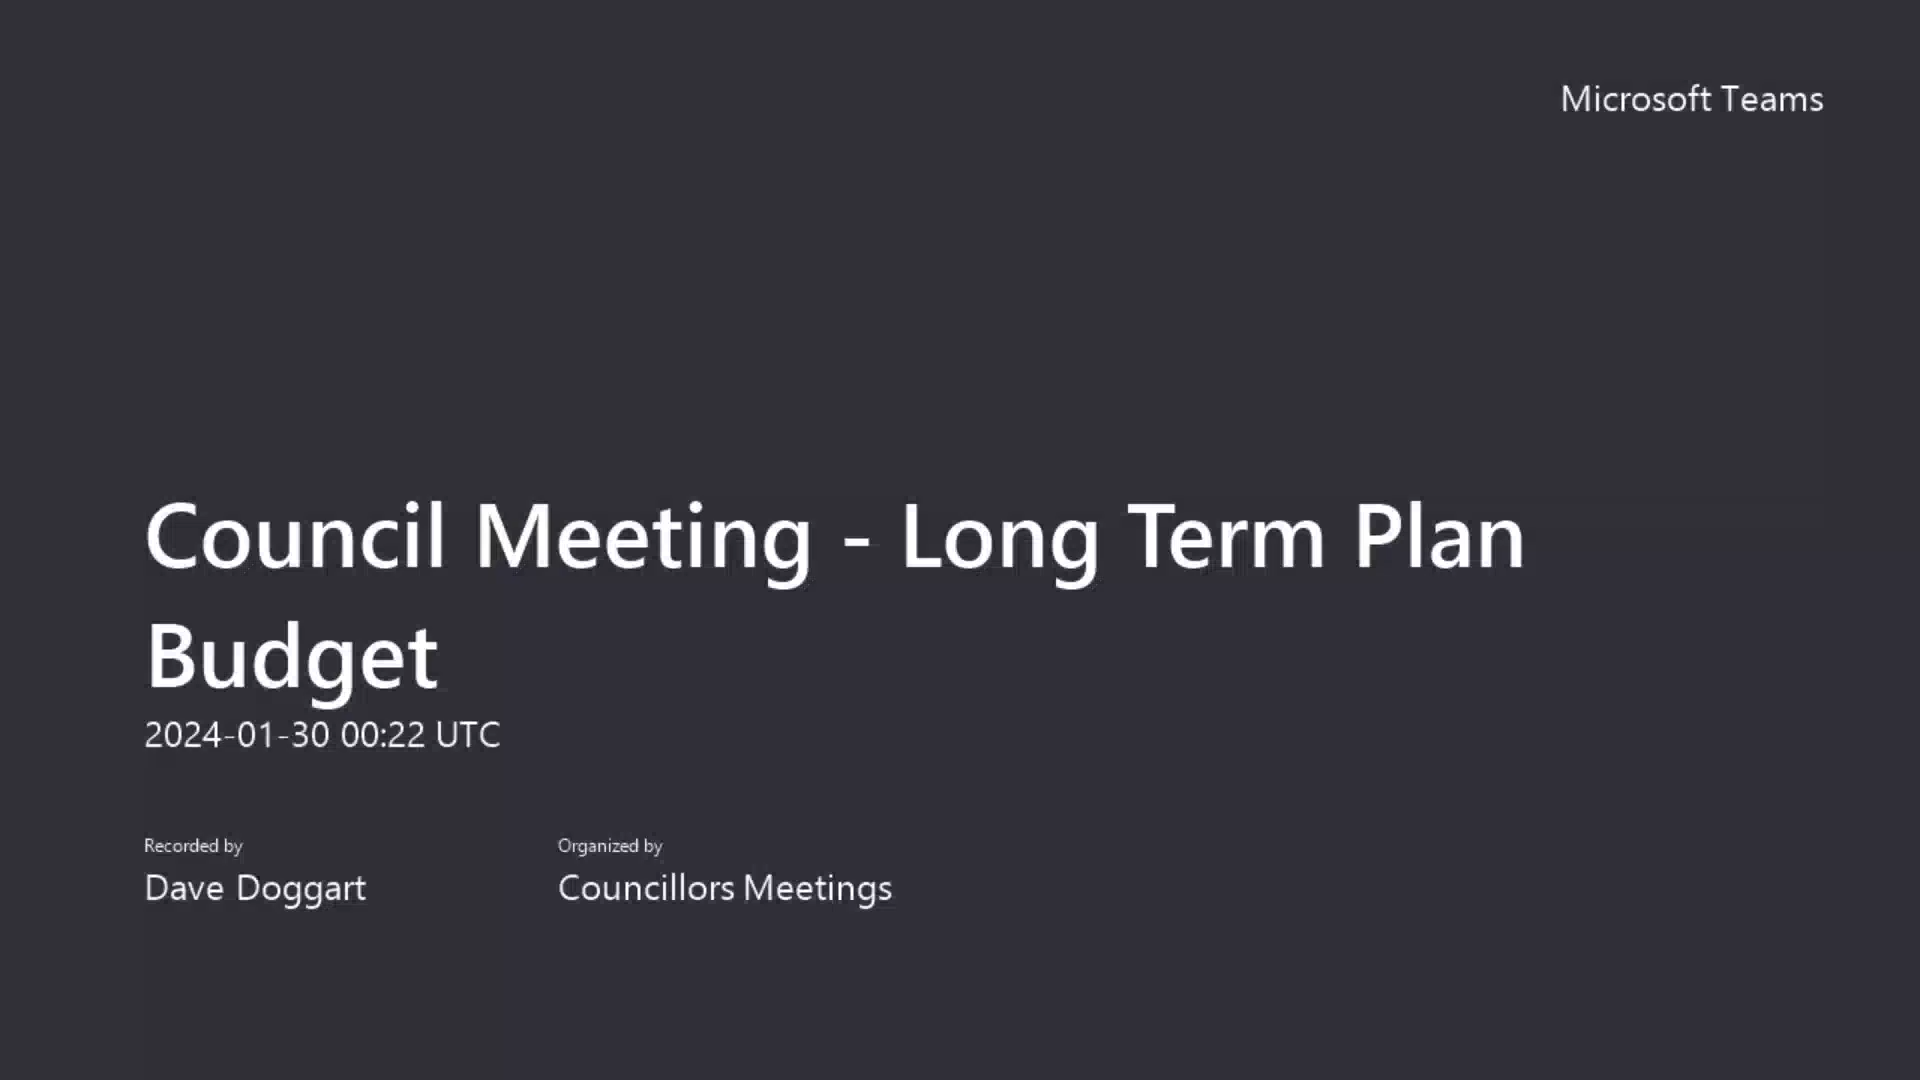 Microsoft Teams
Council Meeting - Long Term Plan
Budget
2024-01-30 00:22 UTC
Recorded by
Dave Doggart
Organized by
Councillors Meetings